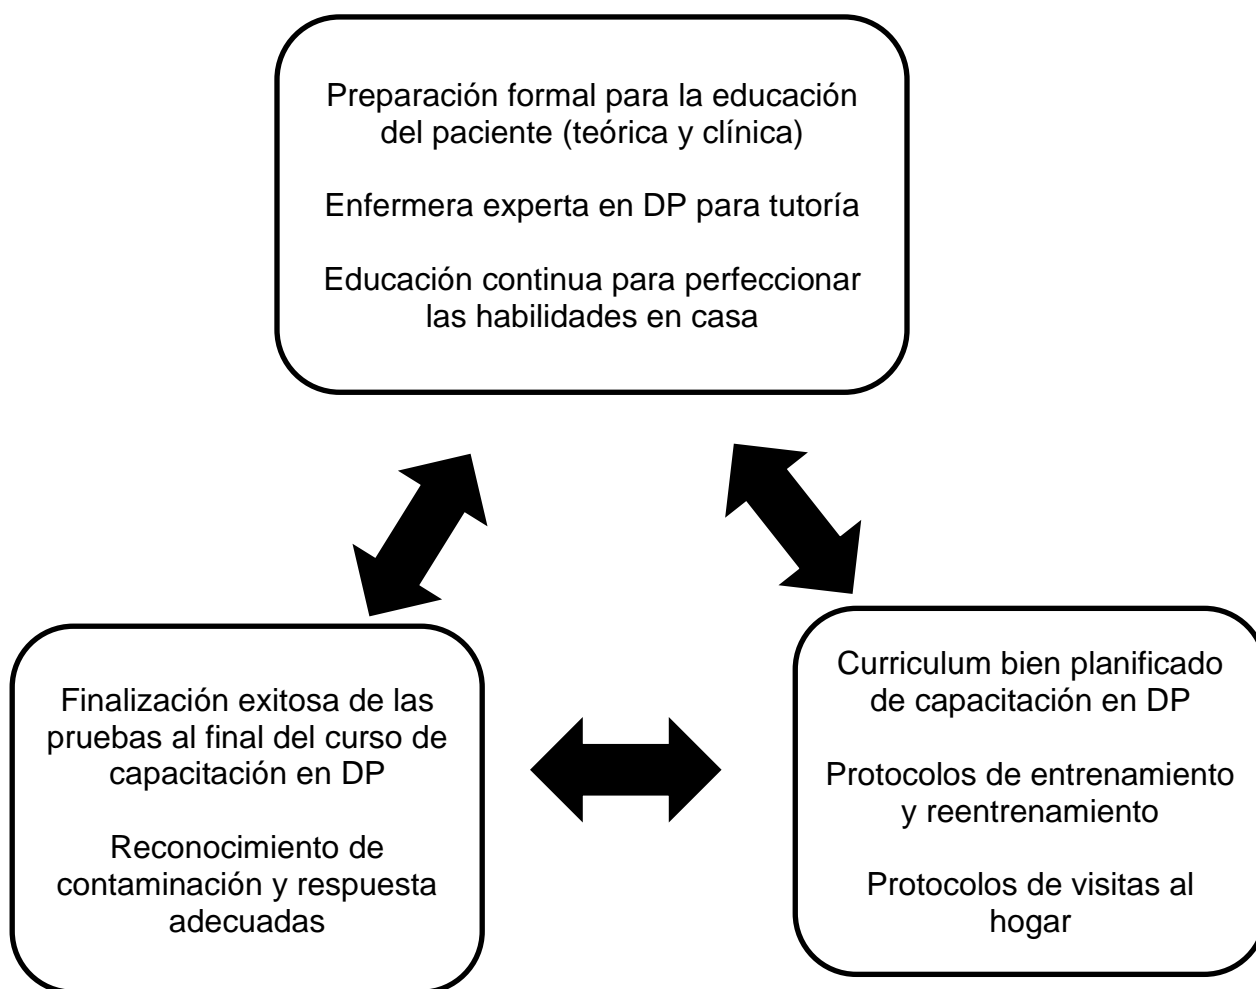 Preparación formal para la educación
del paciente (teórica y clínica)
Enfermera experta en DP para tutoría
Educación continua para perfeccionar
las habilidades en casa
Finalización exitosa de las
pruebas al final del curso de
capacitación en DP
Reconocimiento de
contaminación y respuesta
adecuadas
Curriculum bien planificado
de capacitación en DP
Protocolos de entrenamiento
y reentrenamiento
Protocolos de visitas al
hogar